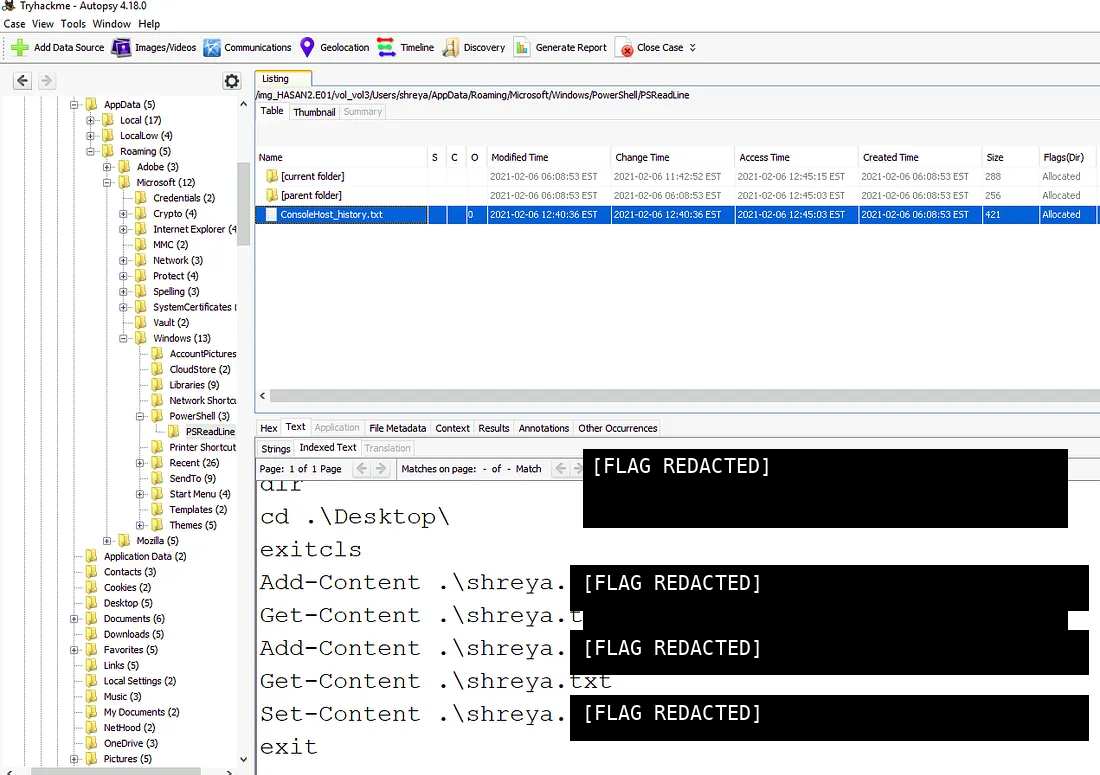 Tryhackme - Autopsy 4.18.0
Case View Tools Window Help
Add Data Source Images/Videos Communications Geolocation Timeline Discovery Generate Report Close Case
AppData (5)
Local (17)
LocalLow (4)
Roaming (5)
Adobe (3)
Microsoft (12)
Credentials (2)
Crypto (4)
Internet Explorer (4
MMC (2)
Network (3)
Protect (4)
Spelling (3)
SystemCertificates (
Vault (2)
Windows (13)
AccountPictures
CloudStore (2)
Libraries (9)
Network Shortcu
PowerShell (3)
PSReadLine
Printer Shortcut
Recent (26)
SendTo (9)
Start Menu (4)
Templates (2)
Themes (5)
Mozilla (5)
Application Data (2)
Contacts (3)
Cookies (2)
Desktop (5)
Documents (6)
Downloads (5)
Favorites (5)
Links (5)
Local Settings (2)
Music (3)
My Documents (2)
NetHood (2)
OneDrive (3)
Pictures (5)
Listing
/img_HASAN2.E01/vol_vol3/Users/shreya/AppData/Roaming/Microsoft/Windows/PowerShell/PSReadLine
Table Thumbnail Summary
Name S C O Modified Time Change Time Access Time Created Time Size Flags(Dir)
[current folder] 2021-02-06 06:08:53 EST 2021-02-06 11:42:52 EST 2021-02-06 12:45:15 EST 2021-02-06 06:08:53 EST 288 Allocated
[parent folder] 2021-02-06 06:08:53 EST 2021-02-06 06:08:53 EST 2021-02-06 12:45:03 EST 2021-02-06 06:08:53 EST 256 Allocated
ConsoleHost_history.txt 0 2021-02-06 12:40:36 EST 2021-02-06 12:40:36 EST 2021-02-06 12:45:03 EST 2021-02-06 06:08:53 EST 421 Allocated
Hex Text Application File Metadata Context Results Annotations Other Occurrences
Strings Indexed Text Translation
Page: 1 of 1 Page Matches on page: - of - Match
[FLAG REDACTED]
dir
cd .\Desktop\
exitcls
Add-Content .\shreya. [FLAG REDACTED]
Get-Content .\shreya.t
Add-Content .\shreya. [FLAG REDACTED]
Get-Content .\shreya.txt
Set-Content .\shreya. [FLAG REDACTED]
exit